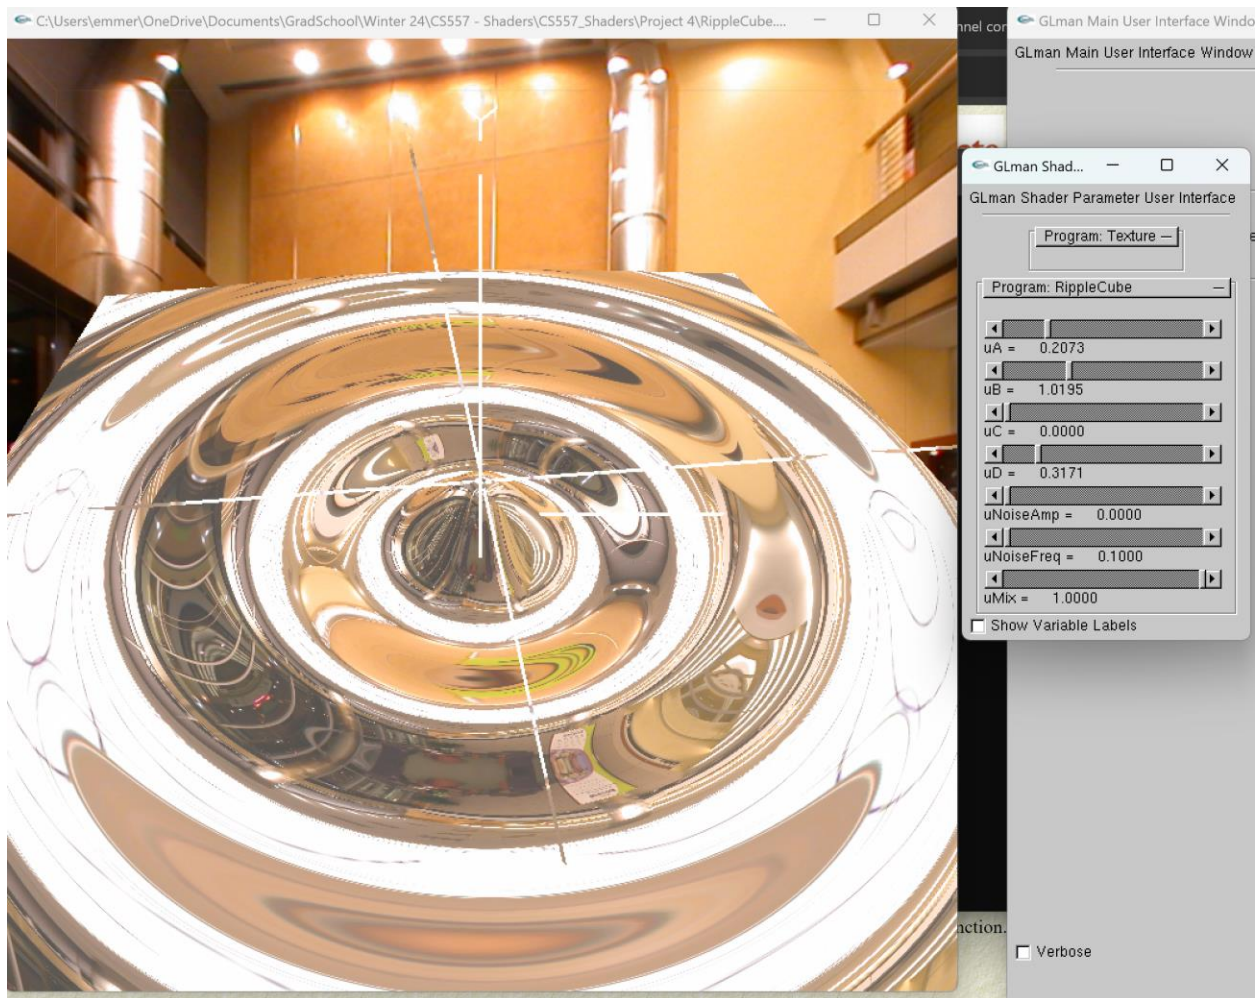 C:\Users\emmer\OneDrive\Documents\GradSchool\Winter 24\CS557 - Shaders\CS557_Shaders\Project 4\RippleCube....
nnel cor
GLman Main User Interface Windo
GLman Main User Interface Window
GLman Shad...
GLman Shader Parameter User Interface
Program: Texture
Program: RippleCube
uA = 0.2073
uB = 1.0195
uC = 0.0000
uD = 0.3171
uNoiseAmp = 0.0000
uNoiseFreq = 0.1000
uMix = 1.0000
Show Variable Labels
nction.
Verbose